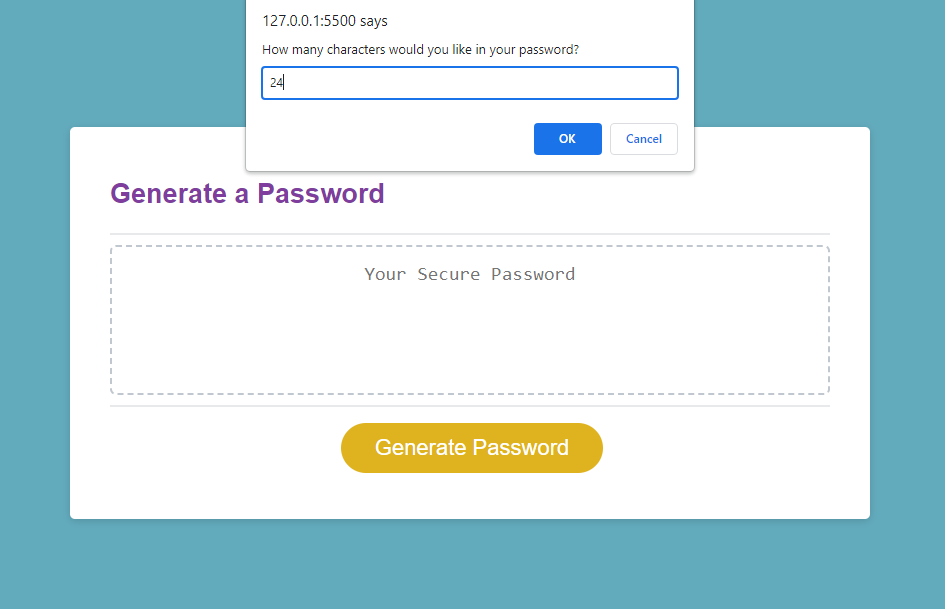 127.0.0.1:5500 says
How many characters would you like in your password?
24
OK Cancel
Generate a Password
Your Secure Password
Generate Password